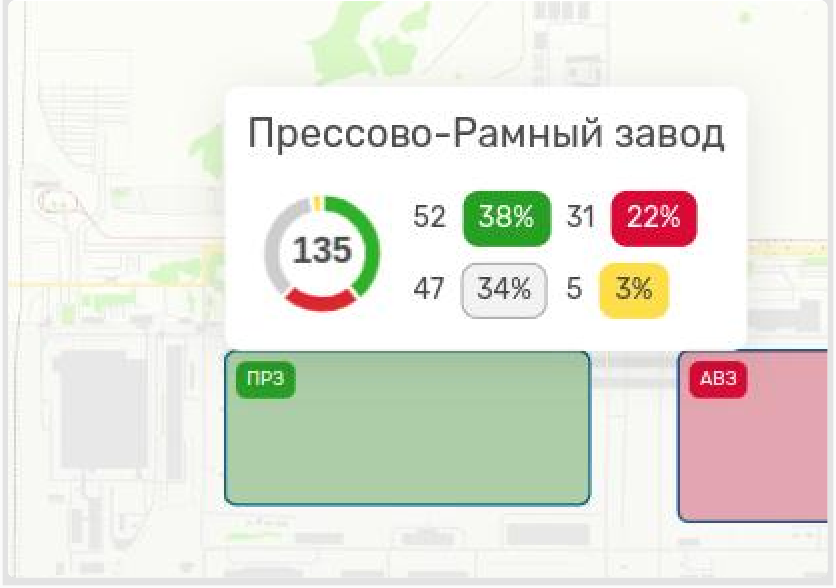 Прессово-Рамный завод
135
52 38% 31 22%
47 34% 5 3%
ПРЗ
АВЗ